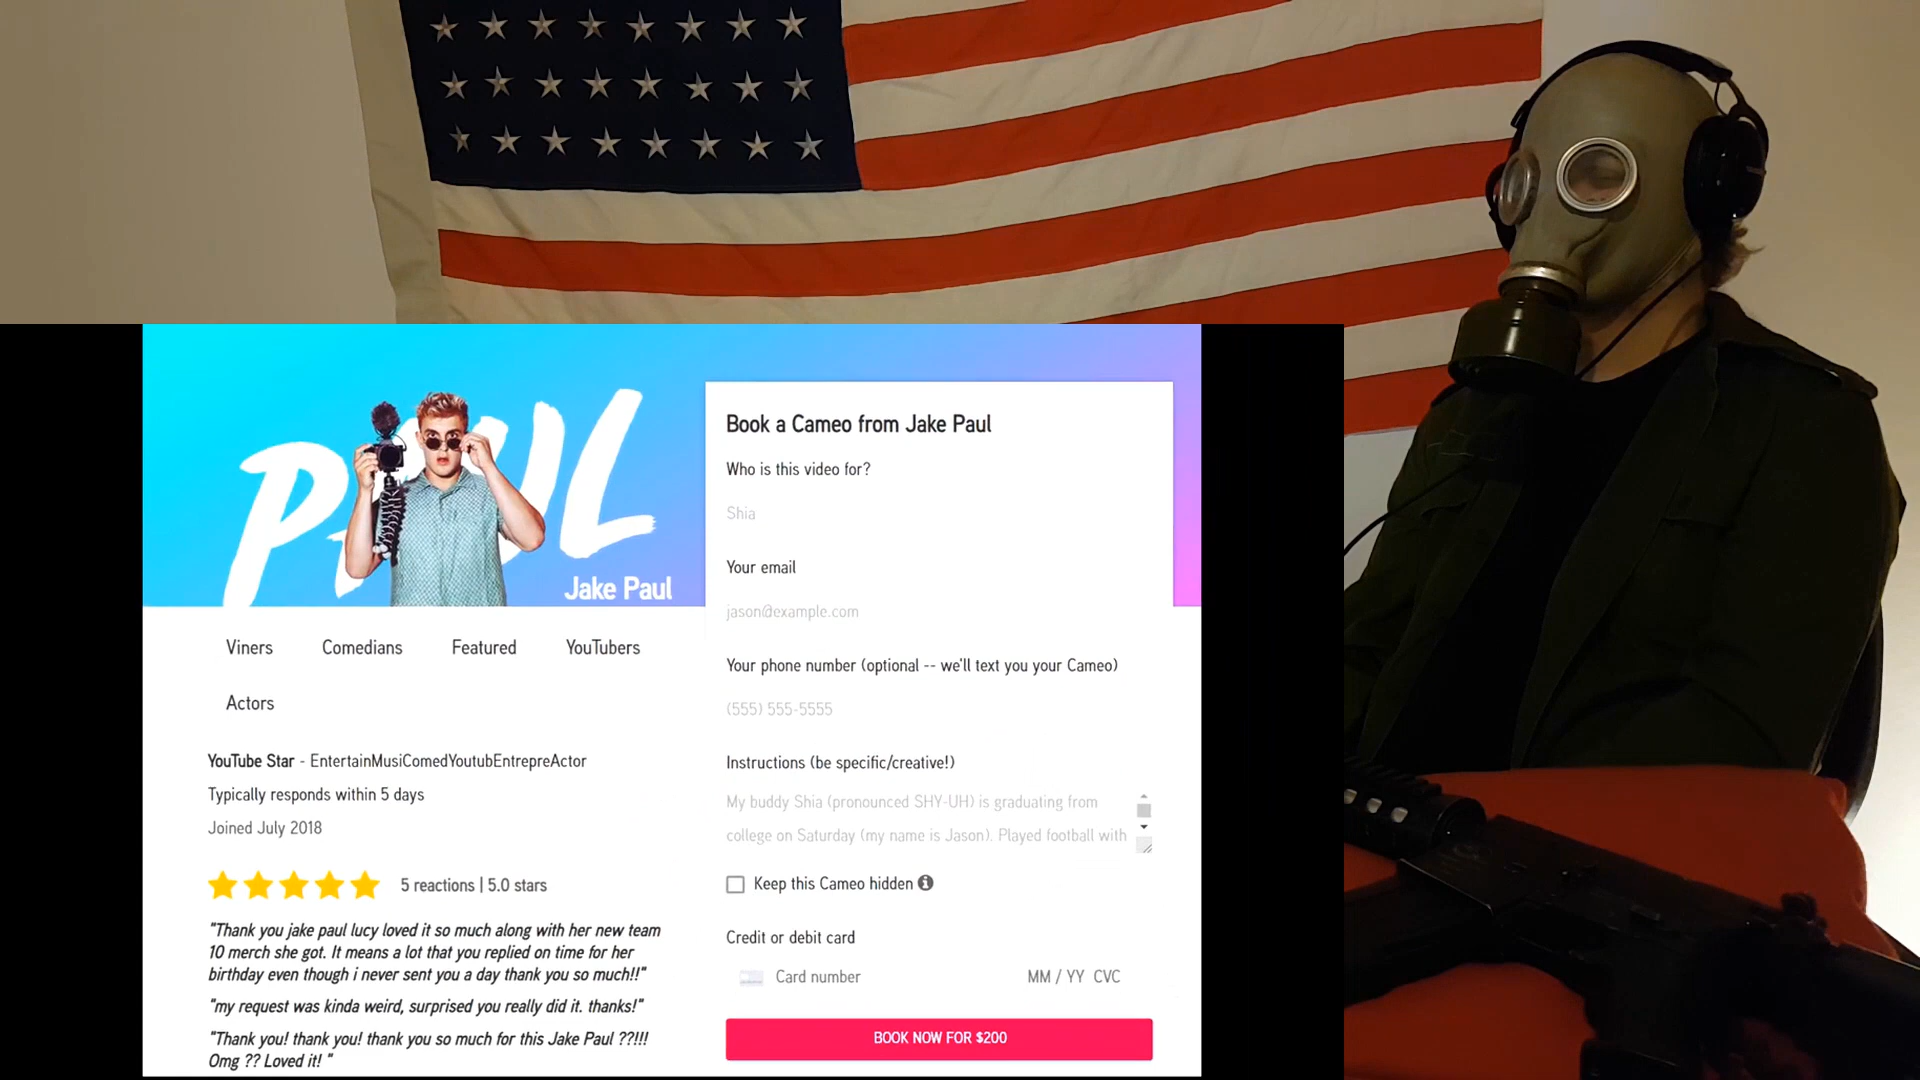 PAUL
Jake Paul
Viners Comedians Featured YouTubers
Actors
YouTube Star - EntertainMusiComedYoutubEntrepreActor
Typically responds within 5 days
Joined July 2018
5 reactions | 5.0 stars
"Thank you jake paul lucy loved it so much along with her new team
10 merch she got. It means a lot that you replied on time for her
birthday even though i never sent you a day thank you so much!!"
"my request was kinda weird, surprised you really did it. thanks!"
"Thank you! thank you! thank you so much for this Jake Paul ??!!!
Omg ?? Loved it! "
Book a Cameo from Jake Paul
Who is this video for?
Shia
Your email
jason@example.com
Your phone number (optional -- we'll text you your Cameo)
(555) 555-5555
Instructions (be specific/creative!)
My buddy Shia (pronounced SHY-UH) is graduating from
college on Saturday (my name is Jason). Played football with
Keep this Cameo hidden
Credit or debit card
Card number MM / YY CVC
BOOK NOW FOR $200